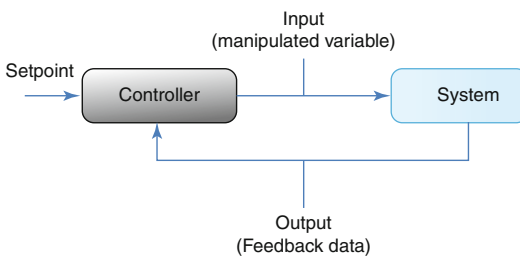 Input
(manipulated variable)
Setpoint
Controller
System
Output
(Feedback data)